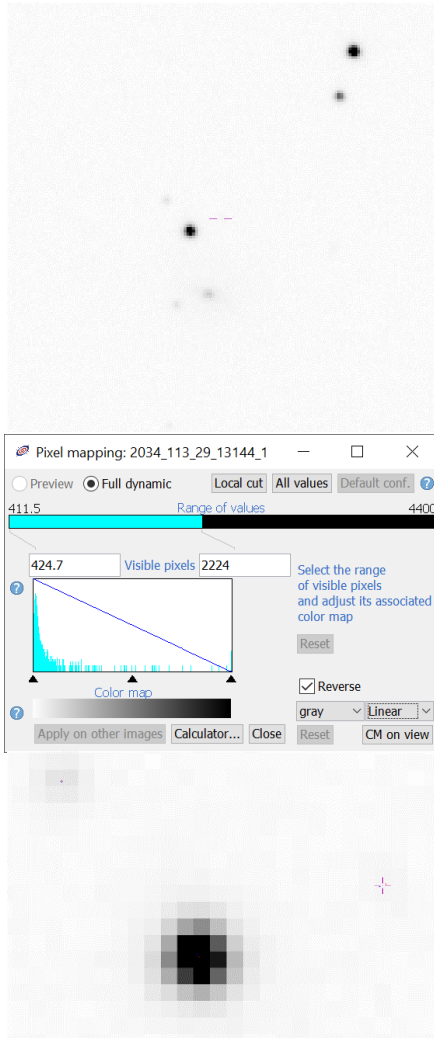 Pixel mapping: 2034_113_29_13144_1
Preview Full dynamic Local cut All values Default conf. ?
411.5 Range of values 4400
424.7 Visible pixels 2224
Select the range
of visible pixels
and adjust its associated
color map
?
Reset
Reverse
Color map
?
gray Linear
Apply on other images Calculator... Close Reset CM on view